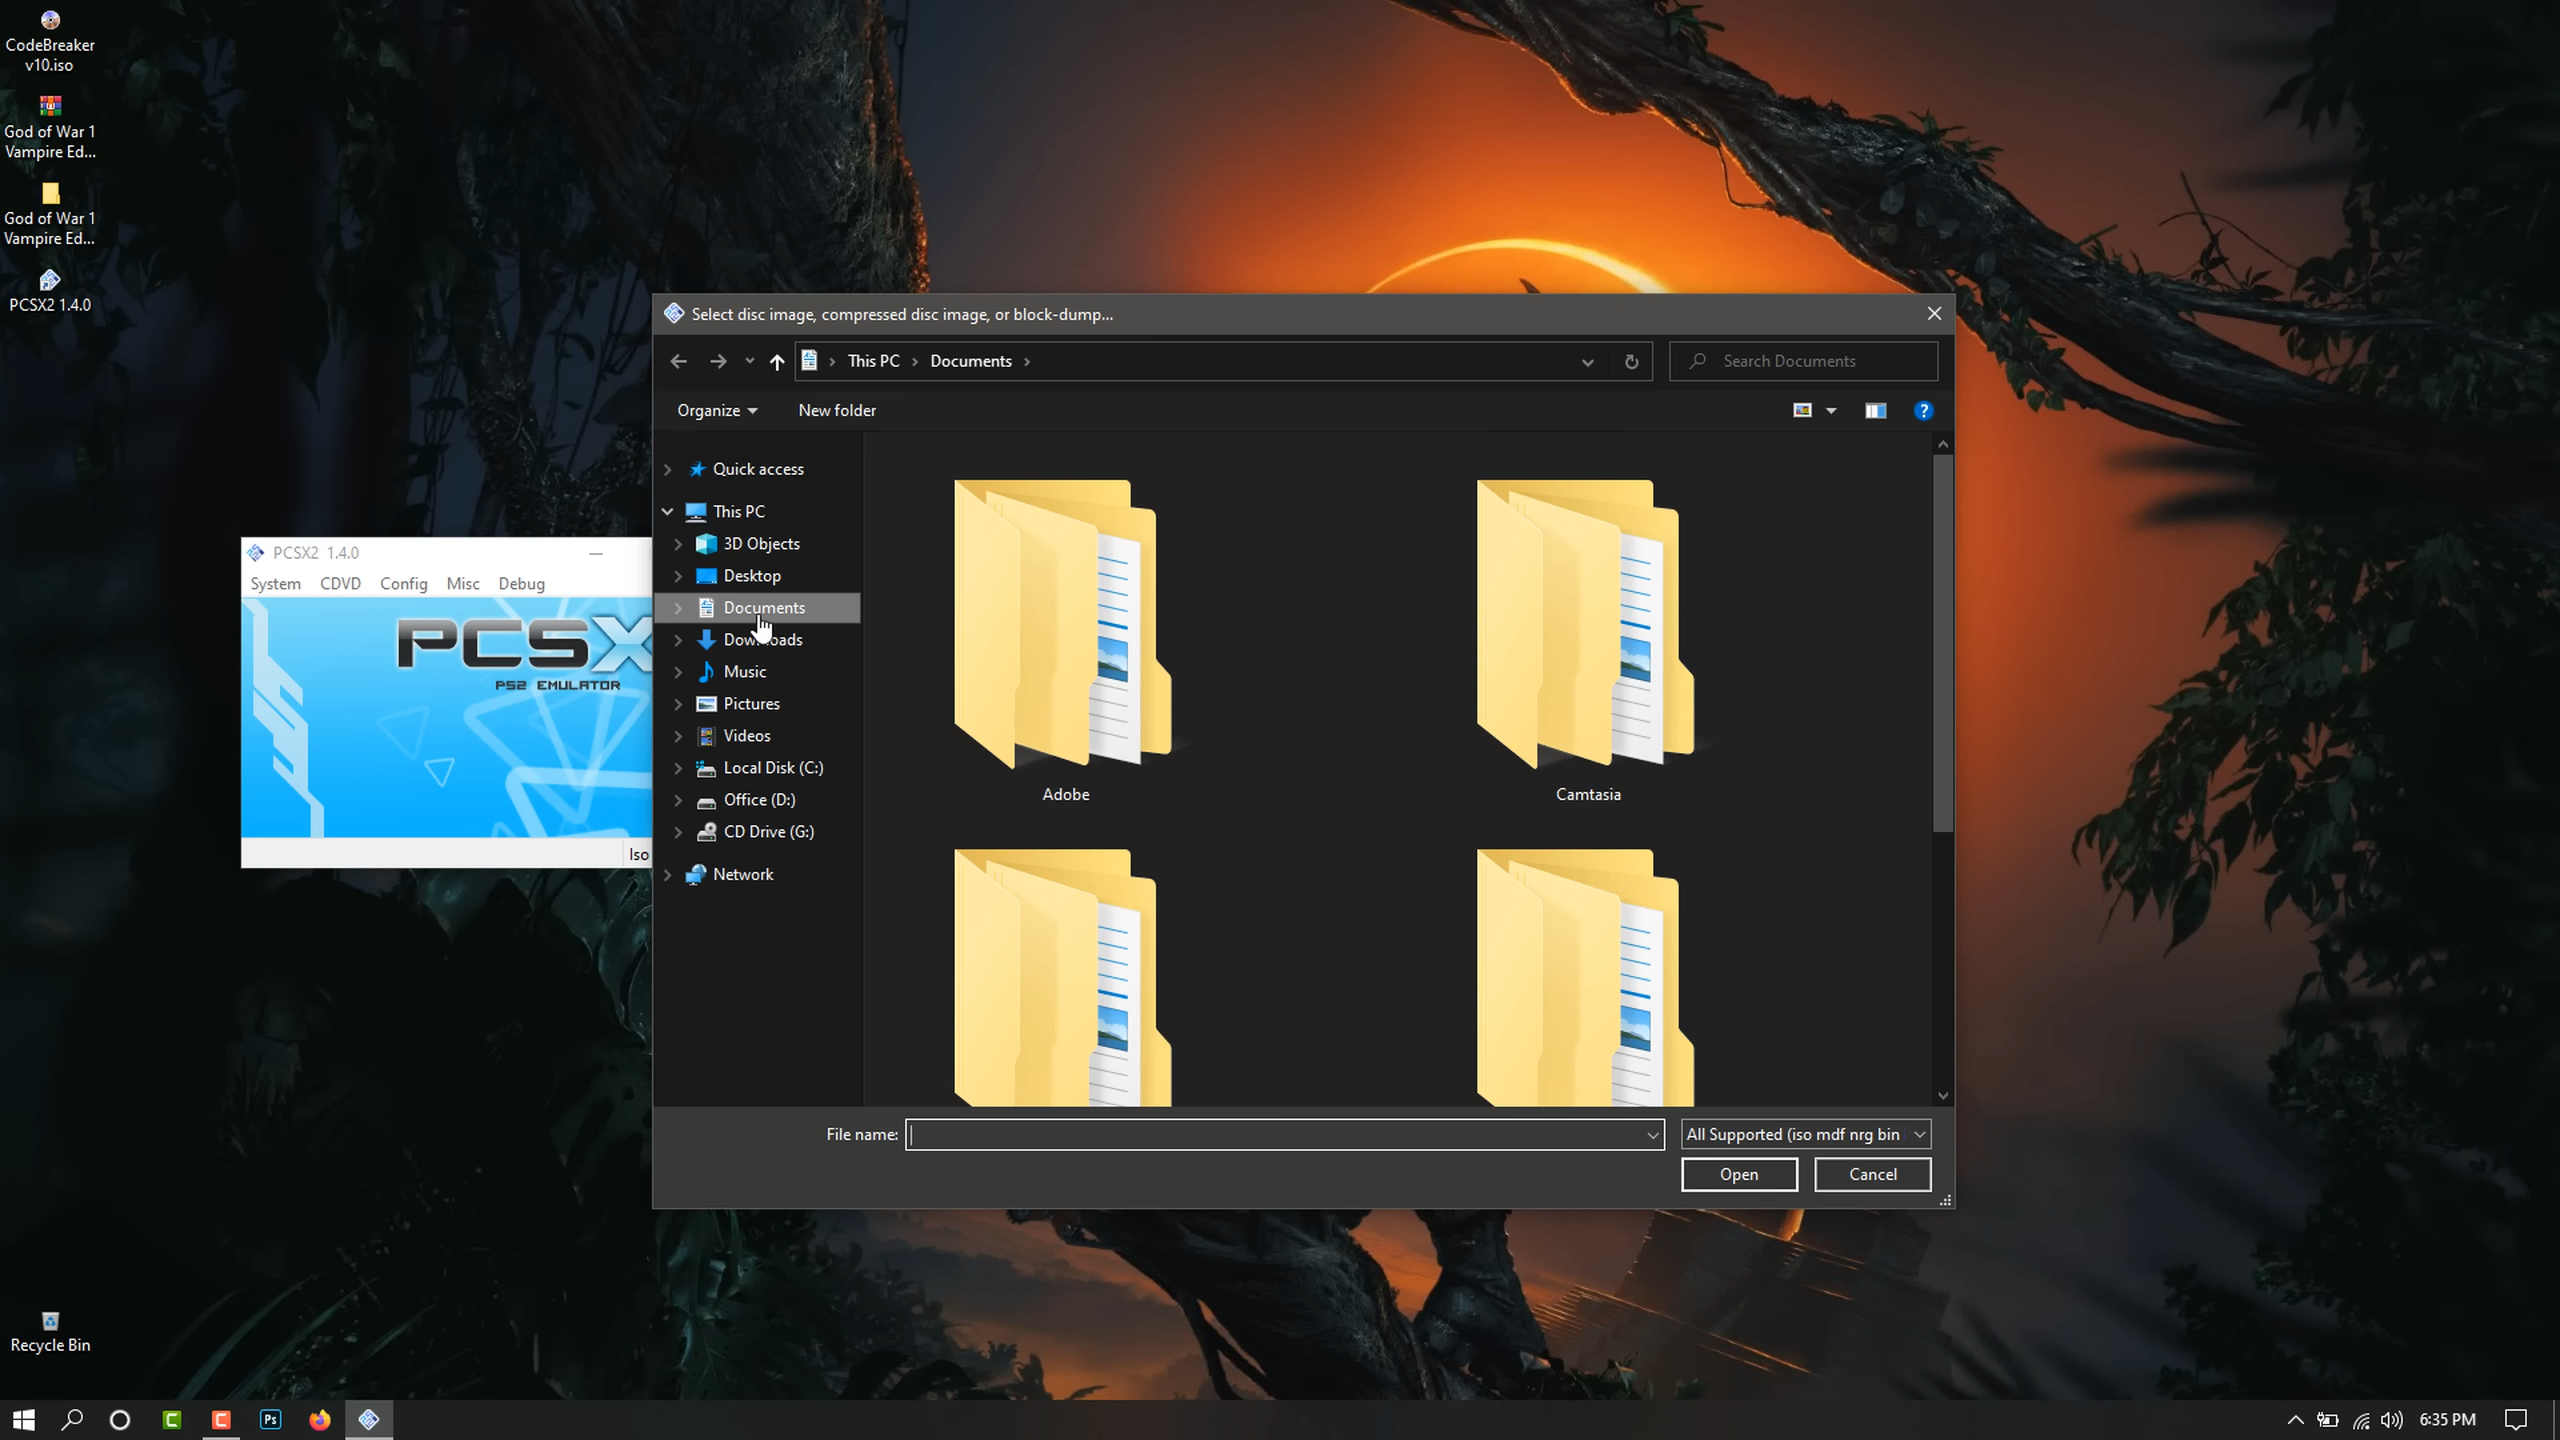 CodeBreaker
v10.iso
God of War 1
Vampire Ed...
God of War 1
Vampire Ed...
PCSX2 1.4.0
Recycle Bin
PCSX2 1.4.0
System CDVD Config Misc Debug
PCSX
PS2 EMULATOR
Iso
Select disc image, compressed disc image, or block-dump...
This PC Documents
Search Documents
Organize New folder
?
Quick access
This PC
3D Objects
Desktop
Documents
Downloads
Music
Pictures
Videos
Local Disk (C:)
Office (D:)
CD Drive (G:)
Network
Adobe
Camtasia
File name:
All Supported (iso mdf nrg bin
Open Cancel
C C Ps
6:35 PM